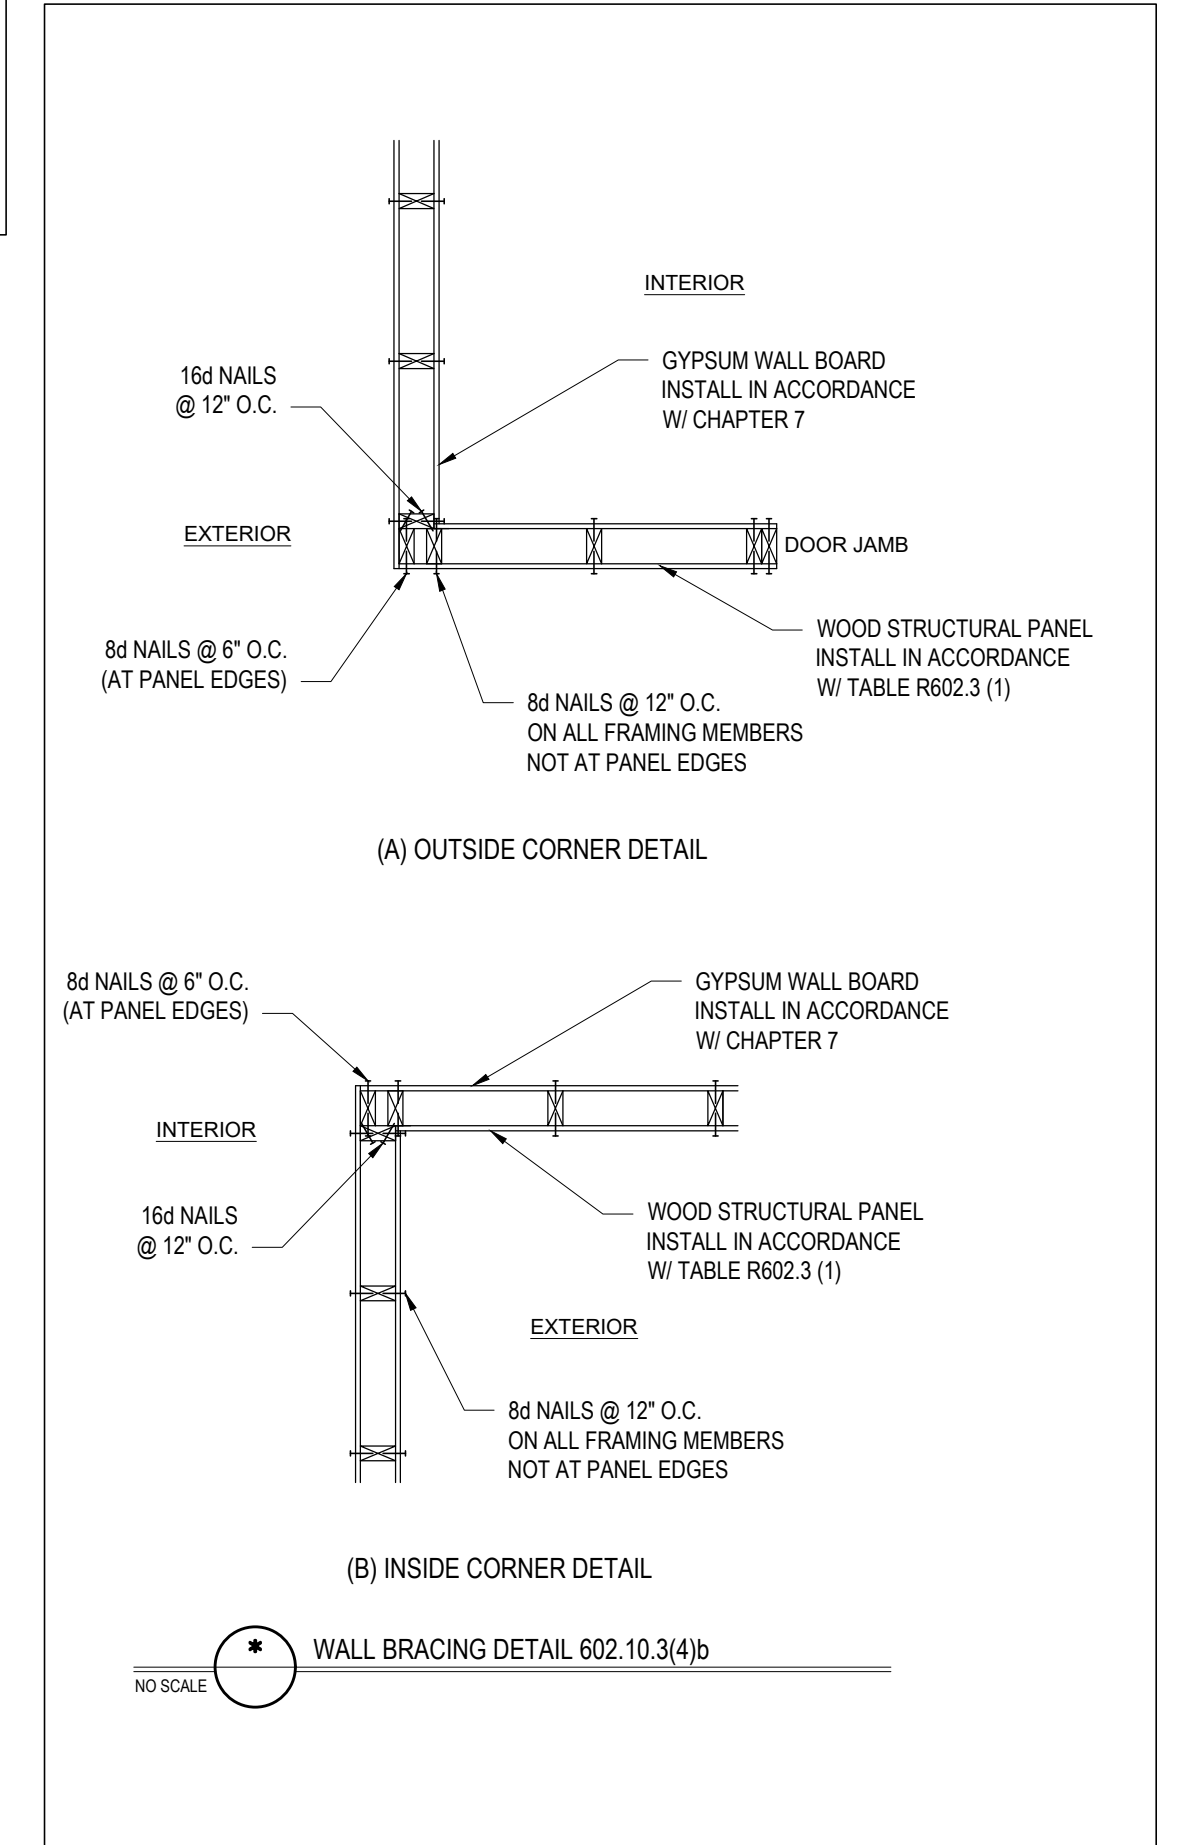 INTERIOR
GYPSUM WALL BOARD
INSTALL IN ACCORDANCE
W/ CHAPTER 7
16d NAILS
@ 12" O.C.
EXTERIOR
DOOR JAMB
WOOD STRUCTURAL PANEL
INSTALL IN ACCORDANCE
W/ TABLE R602.3 (1)
8d NAILS @ 6" O.C.
(AT PANEL EDGES)
8d NAILS @ 12" O.C.
ON ALL FRAMING MEMBERS
NOT AT PANEL EDGES
(A) OUTSIDE CORNER DETAIL
8d NAILS @ 6" O.C.
(AT PANEL EDGES)
GYPSUM WALL BOARD
INSTALL IN ACCORDANCE
W/ CHAPTER 7
INTERIOR
16d NAILS
@ 12" O.C.
WOOD STRUCTURAL PANEL
INSTALL IN ACCORDANCE
W/ TABLE R602.3 (1)
EXTERIOR
8d NAILS @ 12" O.C.
ON ALL FRAMING MEMBERS
NOT AT PANEL EDGES
(B) INSIDE CORNER DETAIL
*
WALL BRACING DETAIL 602.10.3(4)b
NO SCALE